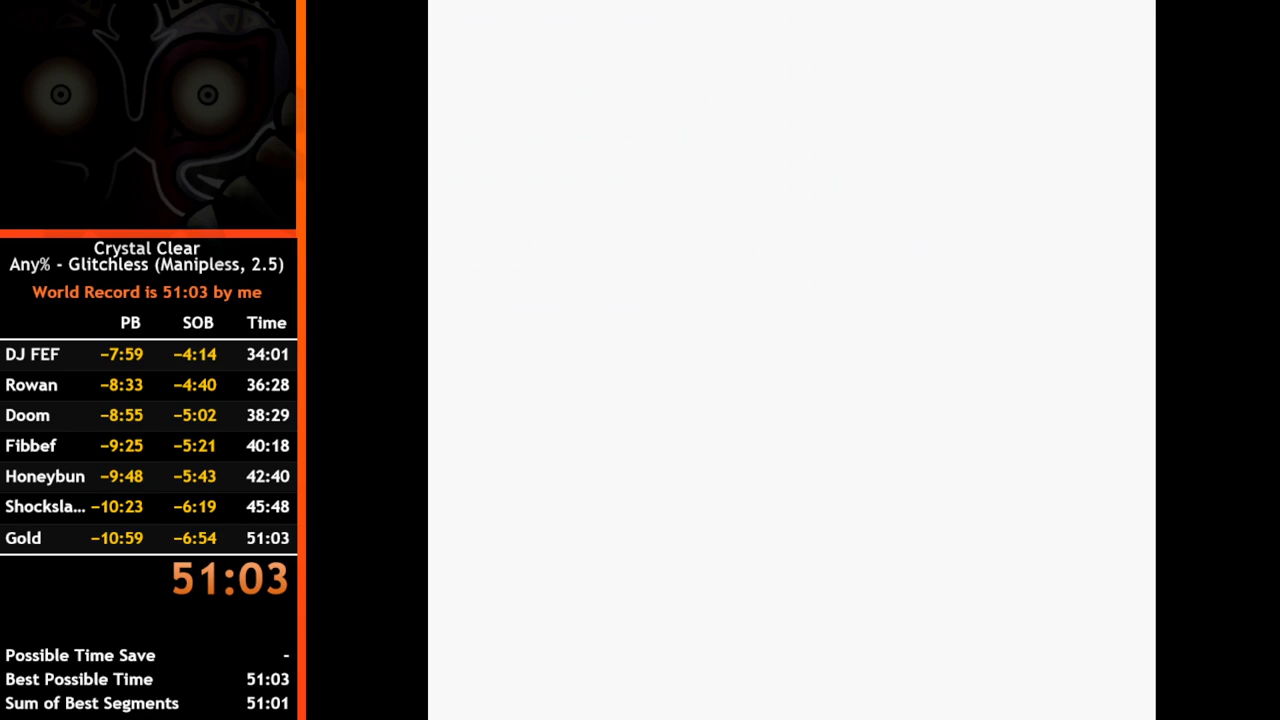 Crystal Clear
Any% - Glitchless (Manipless, 2.5)
World Record is 51:03 by me
PB SOB Time
DJ FEF −7:59 −4:14 34:01
Rowan −8:33 −4:40 36:28
Doom −8:55 −5:02 38:29
Fibbef −9:25 −5:21 40:18
Honeybun −9:48 −5:43 42:40
Shocksla... −10:23 −6:19 45:48
Gold −10:59 −6:54 51:03
51:03
Possible Time Save -
Best Possible Time 51:03
Sum of Best Segments 51:01